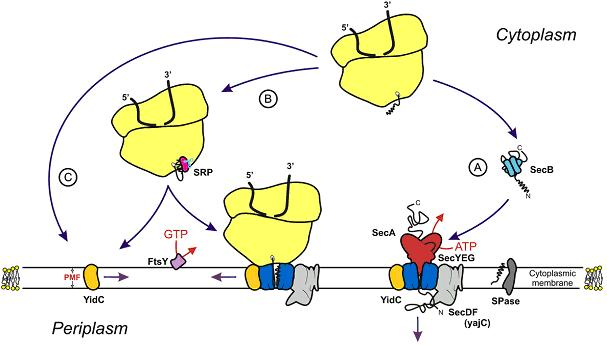 3'
5'
Cytoplasm
3'
5'
B
C
SRP
A
C
SecB
N
3'
5'
C
GTP
SecA
ATP
FtsY
SecYEG
PMF
Cytoplasmic
membrane
YidC
YidC
N
SecDF
(yajC)
SPase
Periplasm